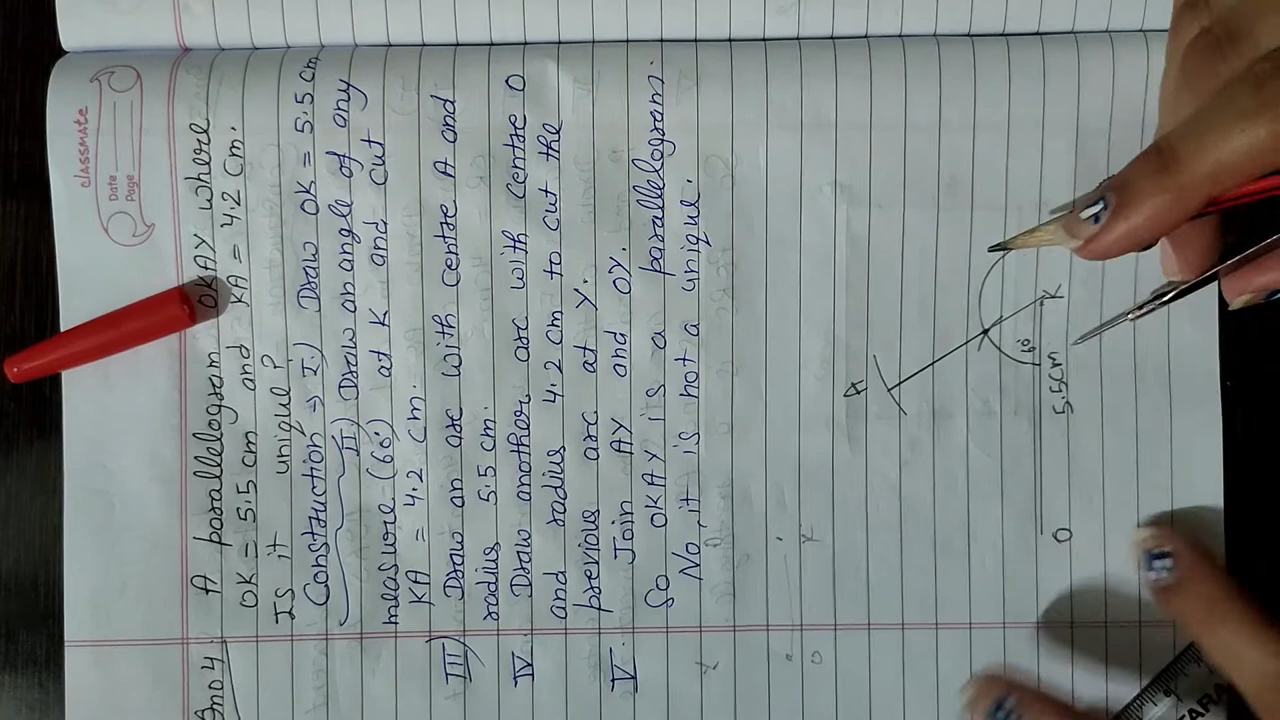 classmate
Date
Page
Qno 4. A parallelogram OKAY where
OK = 5.5 cm and KA = 4.2 cm.
Is it unique?
Construction → I.) Draw OK = 5.5 cm
II.) Draw an angle of any
measure (60°) at K and cut
KA = 4.2 cm.
III) Draw an arc with centre A and
radius 5.5 cm.
IV. Draw another arc with centre O
and radius 4.2 cm to cut the
previous arc at Y.
V. Join AY and OY.
So OKAY is a parallelogram.
No, it is not a unique.
A
60°
O 5.5cm K